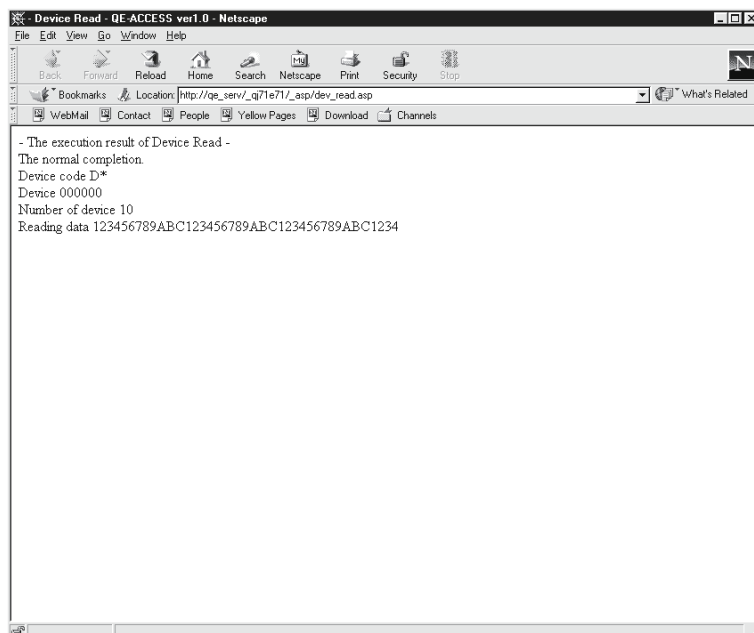 - Device Read - QE-ACCESS ver1.0 - Netscape
File Edit View Go Window Help
Back Forward Reload Home Search Netscape Print Security Stop
My
N
Bookmarks Location: http://qe_serv/_qj71e71/_asp/dev_read.asp What's Related
WebMail Contact People Yellow Pages Download Channels
- The execution result of Device Read -
The normal completion.
Device code D*
Device 000000
Number of device 10
Reading data 123456789ABC123456789ABC123456789ABC1234